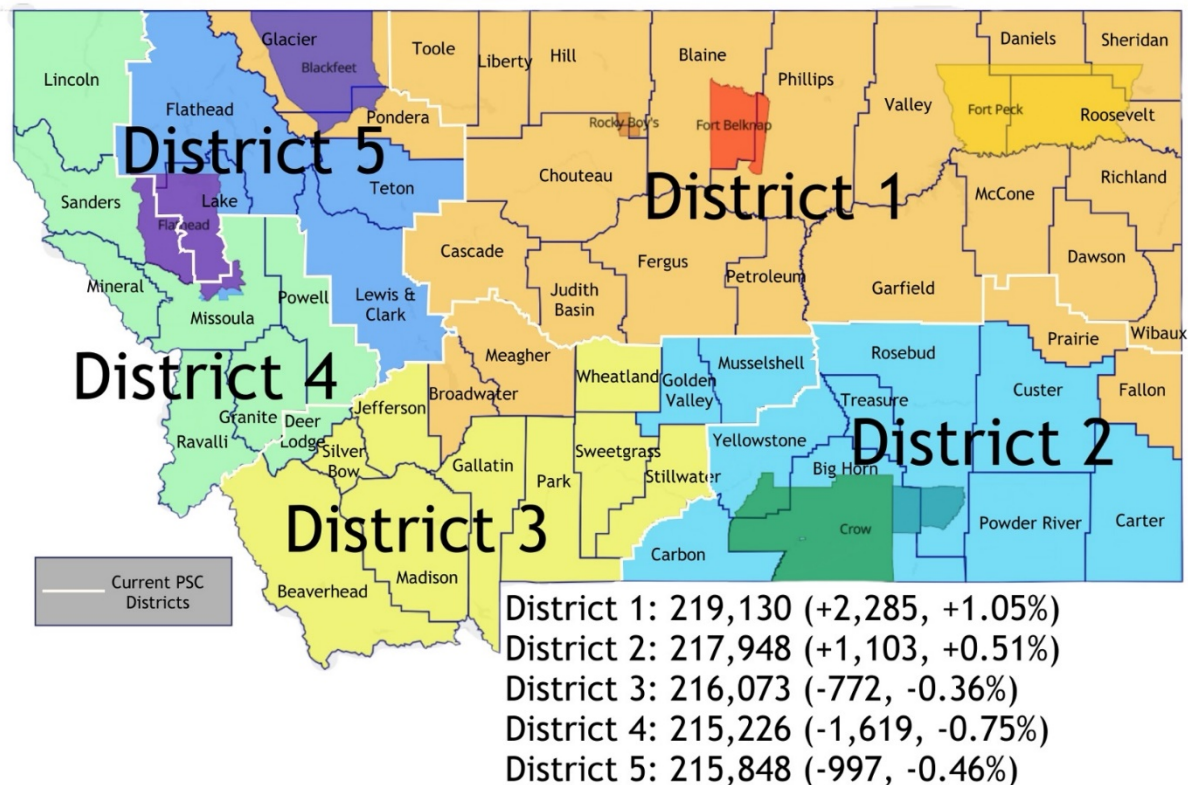 Glacier
Blackfeet
Toole
Liberty
Hill
Blaine
Phillips
Daniels
Sheridan
Lincoln
Flathead
Pondera
Rocky Boy's
Fort Belknap
Valley
Fort Peck
Roosevelt
District 5
Teton
Chouteau
District 1
McCone
Richland
Sanders
Lake
Flathead
Cascade
Fergus
Petroleum
Garfield
Dawson
Mineral
Missoula
Powell
Lewis &
Clark
Judith
Basin
Wibaux
District 4
Meagher
Prairie
Wheatland
Golden
Valley
Musselshell
Rosebud
Custer
Fallon
Broadwater
Jefferson
Treasure
Granite
Deer
Lodge
Ravalli
Silver
Bow
Gallatin
Park
Sweetgrass
Stillwater
Yellowstone
Big Horn
District 2
District 3
Beaverhead
Madison
Carbon
Crow
Powder River
Carter
Current PSC
Districts
District 1: 219,130 (+2,285, +1.05%)
District 2: 217,948 (+1,103, +0.51%)
District 3: 216,073 (-772, -0.36%)
District 4: 215,226 (-1,619, -0.75%)
District 5: 215,848 (-997, -0.46%)